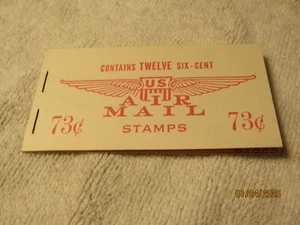 CONTAINS TWELVE SIX-CENT
US
AIR
MAIL
73¢ STAMPS 73¢